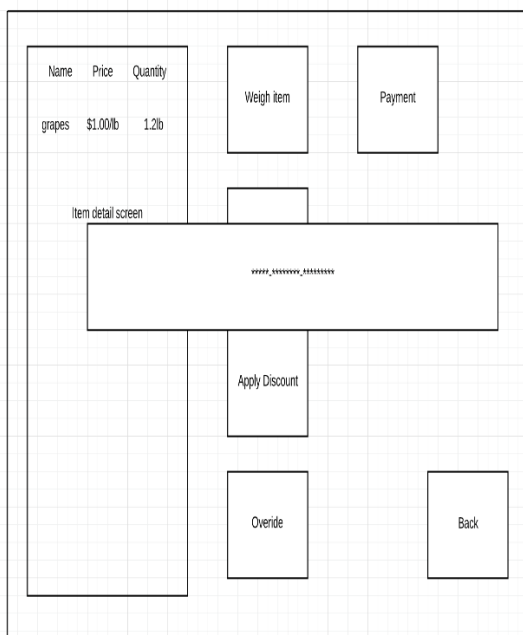 Name Price Quantity
grapes $1.00/lb 1.2lb
Item detail screen
Weigh item
Payment
*****-********-*********
Apply Discount
Overide
Back